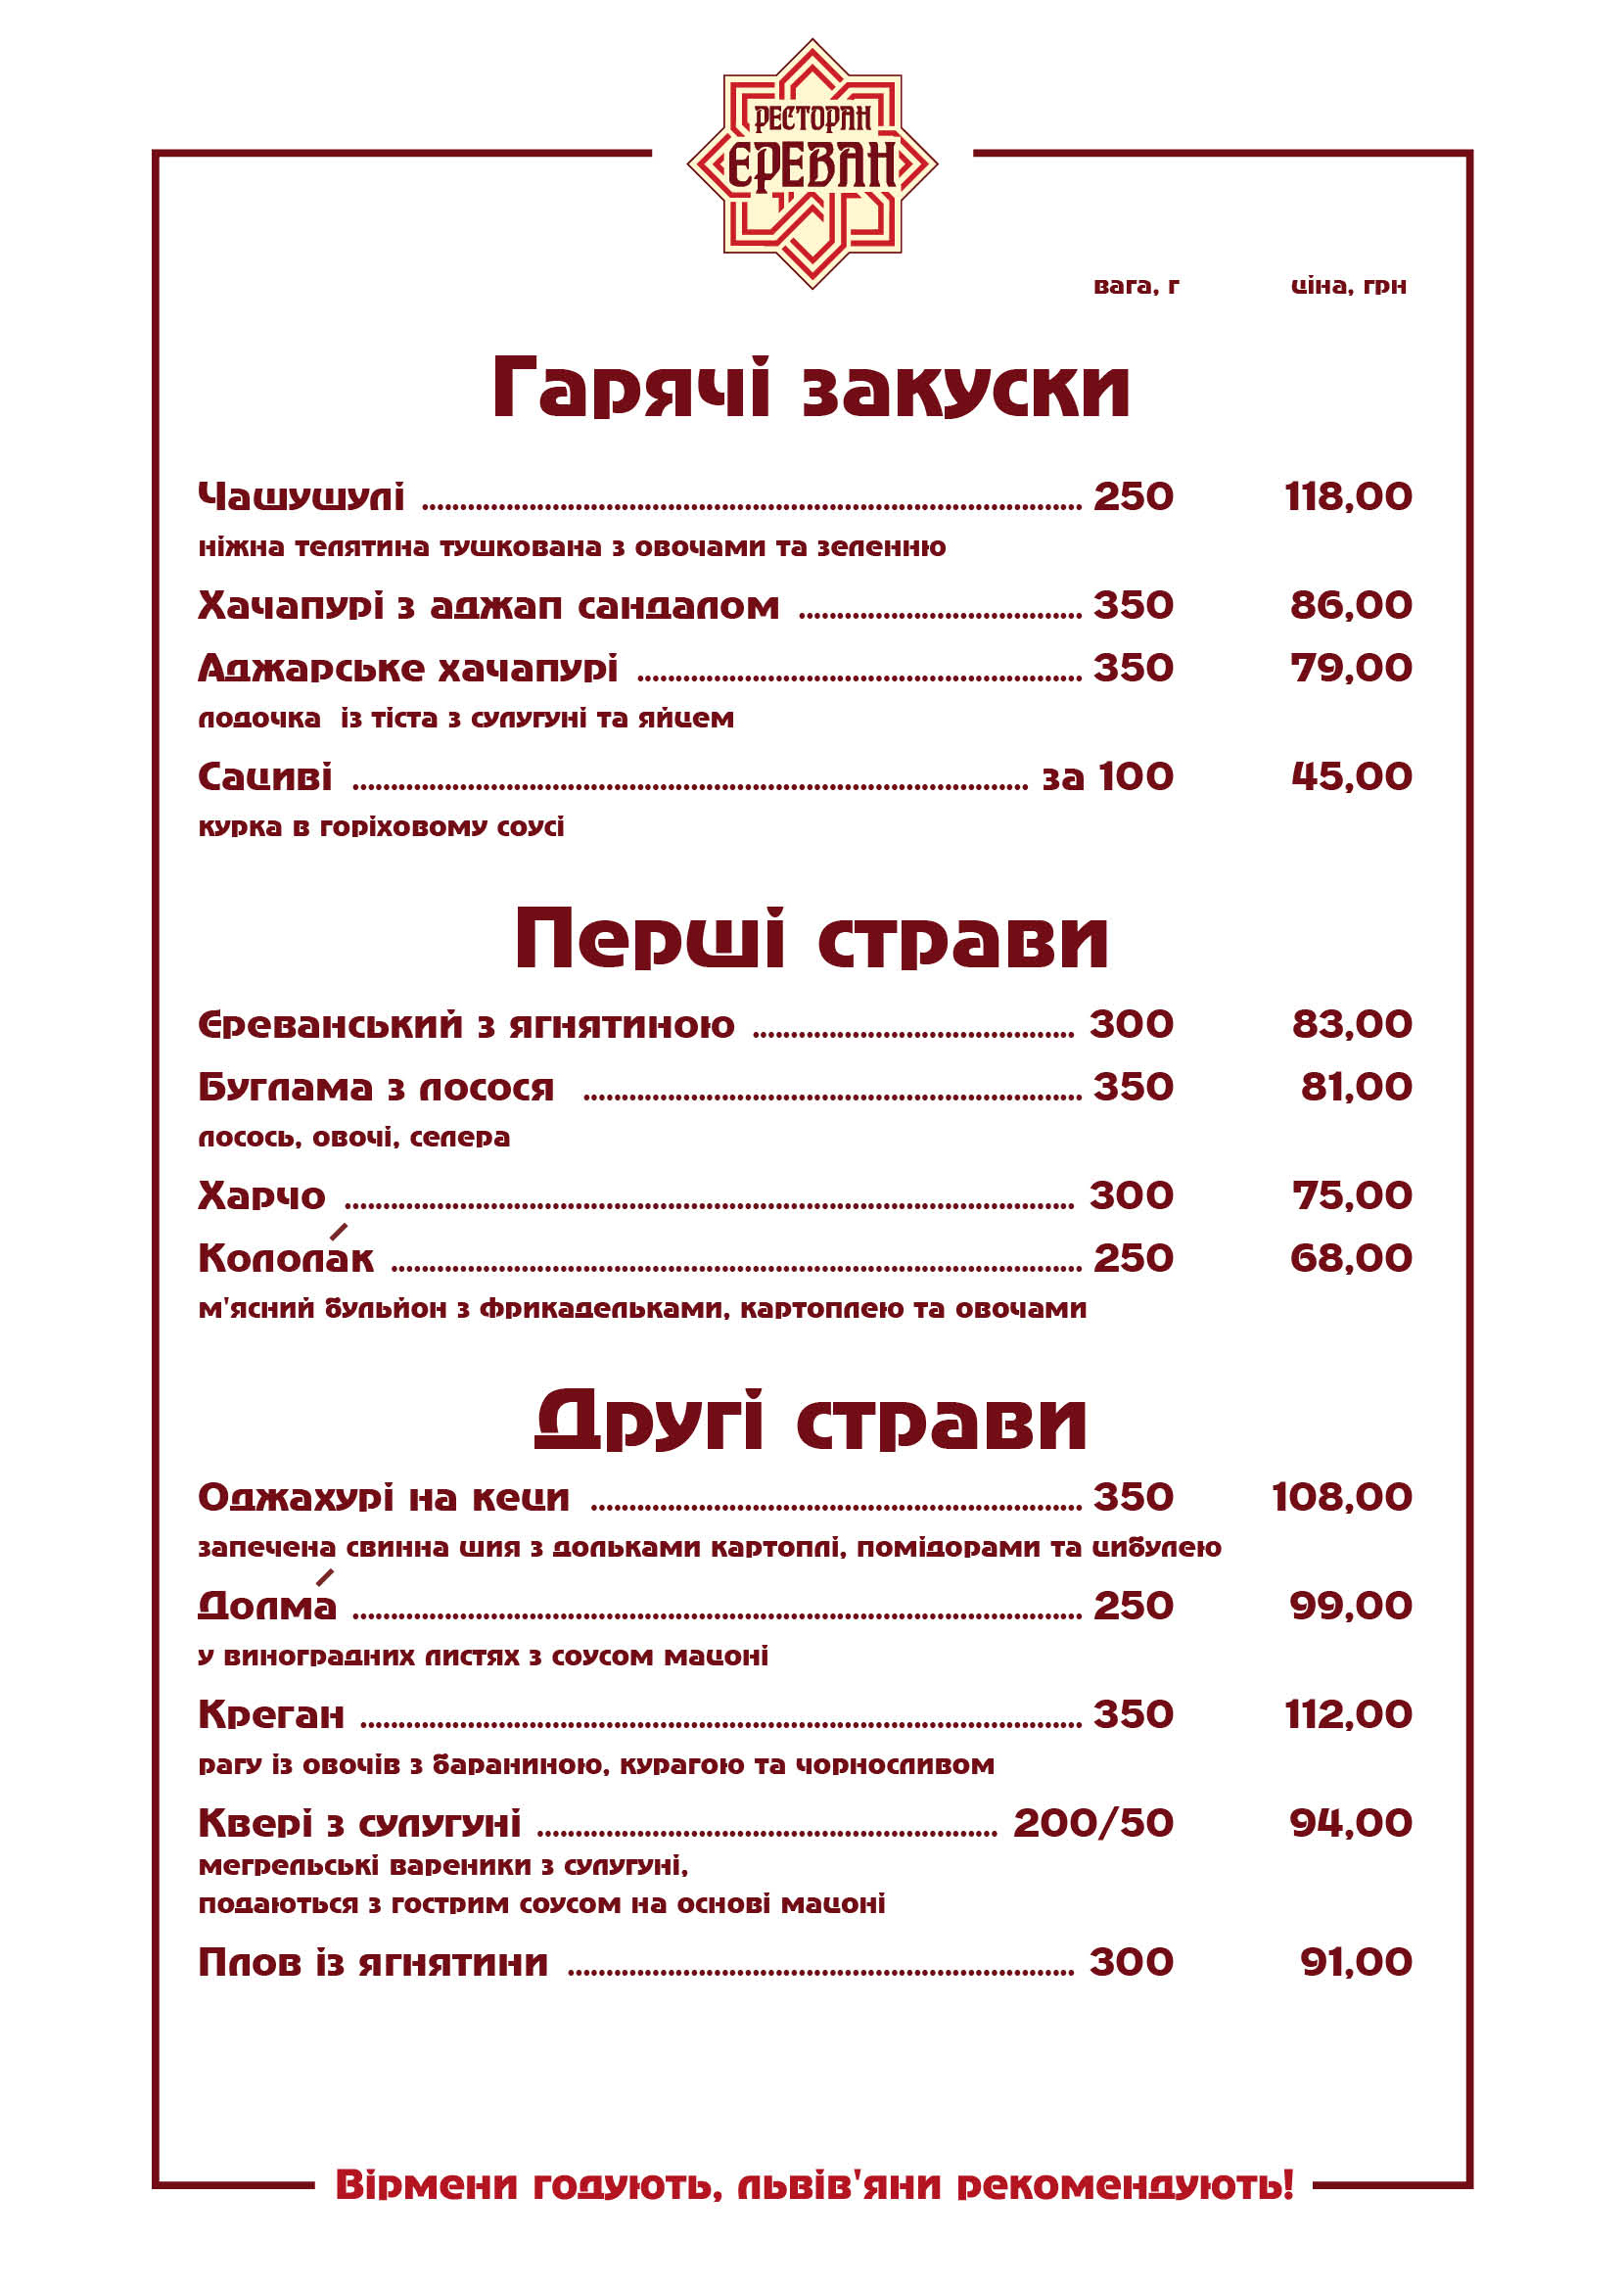 РЕСТОРАН
ЄРЕВАН
вага, г ціна, грн
Гарячі закуски
Чашушулі 250 118,00
ніжна телятина тушкована з овочами та зеленню
Хачапурі з аджап сандалом 350 86,00
Аджарське хачапурі 350 79,00
лодочка із тіста з сулугуні та яйцем
Сациві за 100 45,00
курка в горіховому соусі
Перші страви
Єреванський з ягнятиною 300 83,00
Буглама з лосося 350 81,00
лосось, овочі, селера
Харчо 300 75,00
Колола́к 250 68,00
м'ясний бульйон з фрикадельками, картоплею та овочами
Другі страви
Оджахурі на кеци 350 108,00
запечена свинна шия з дольками картоплі, помідорами та цибулею
Долма́ 250 99,00
у виноградних листях з соусом мацоні
Креган 350 112,00
рагу із овочів з бараниною, курагою та чорносливом
Квері з сулугуні 200/50 94,00
мегрельські вареники з сулугуні,
подаються з гострим соусом на основі мацоні
Плов із ягнятини 300 91,00
Вірмени годують, львів'яни рекомендують!